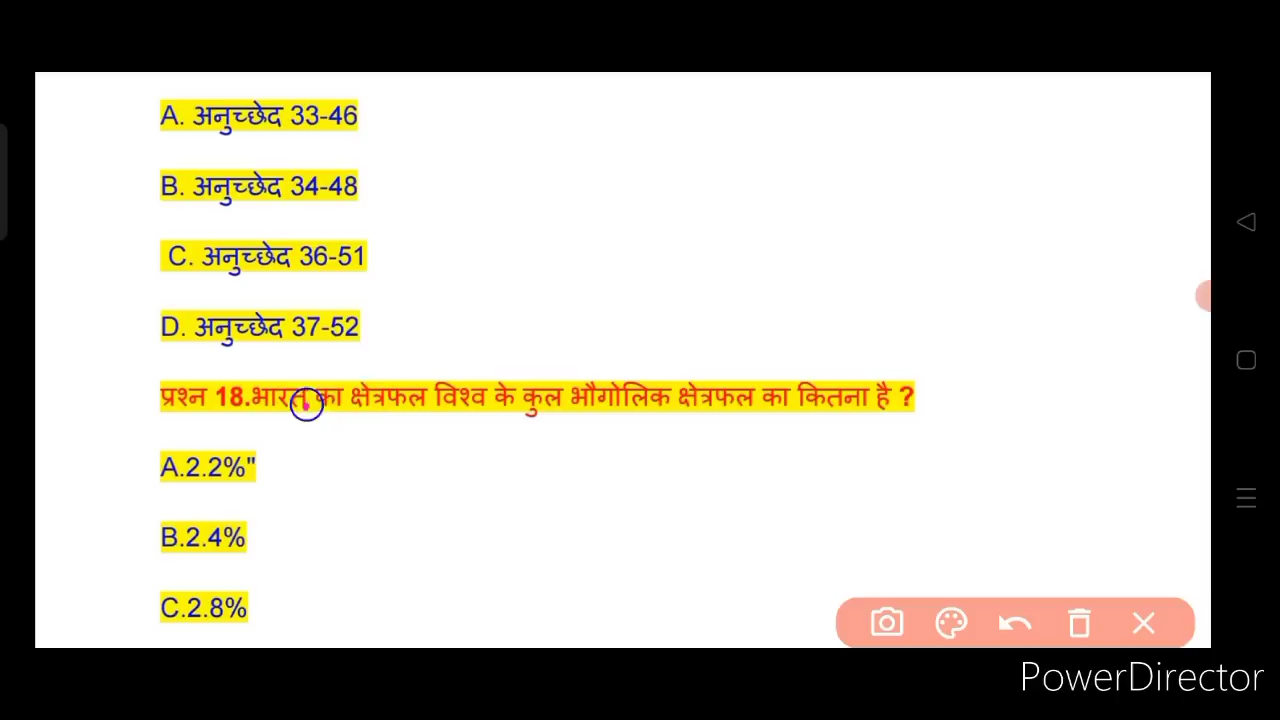 A. अनुच्छेद 33-46
B. अनुच्छेद 34-48
C. अनुच्छेद 36-51
D. अनुच्छेद 37-52
प्रश्न 18.भारत का क्षेत्रफल विश्व के कुल भौगोलिक क्षेत्रफल का कितना है ?
A.2.2%"
B.2.4%
C.2.8%
PowerDirector